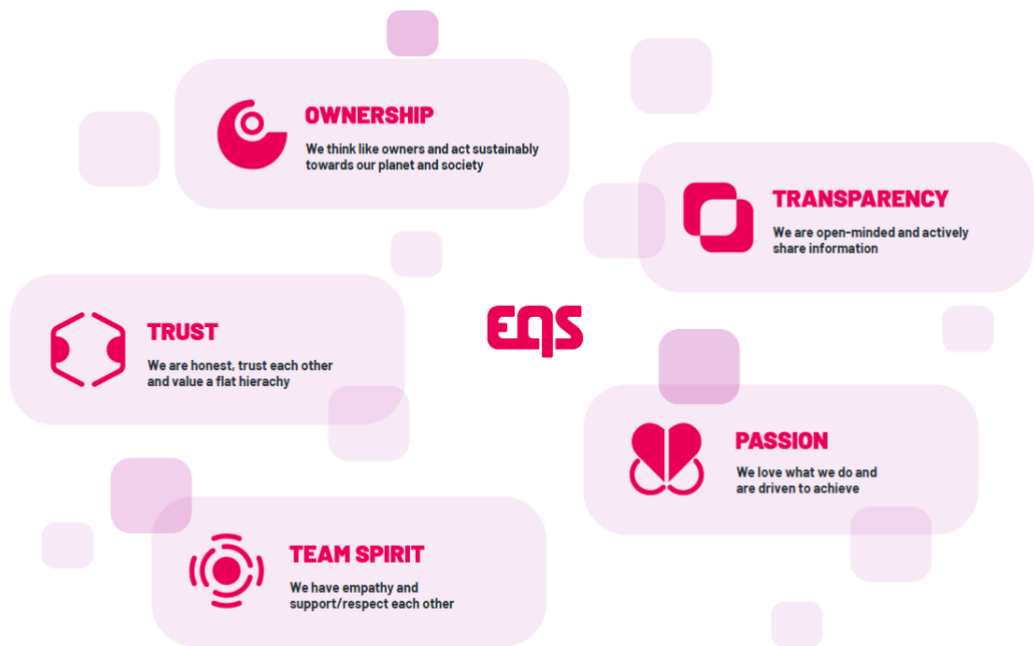 OWNERSHIP
We think like owners and act sustainably
towards our planet and society
TRANSPARENCY
We are open-minded and actively
share information
TRUST
We are honest, trust each other
and value a flat hierachy
EQS
PASSION
We love what we do and
are driven to achieve
TEAM SPIRIT
We have empathy and
support/respect each other